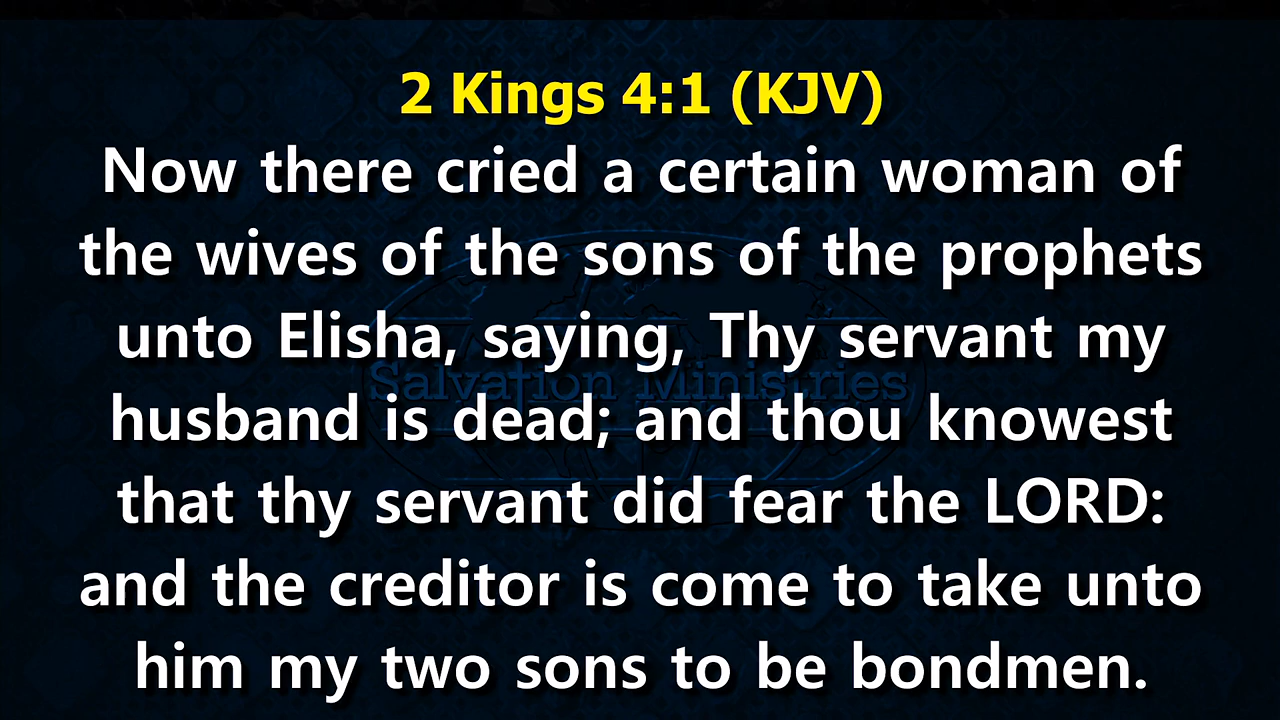 2 Kings 4:1 (KJV)
Now there cried a certain woman of
the wives of the sons of the prophets
unto Elisha, saying, Thy servant my
Salvation Ministries
husband is dead; and thou knowest
that thy servant did fear the LORD:
and the creditor is come to take unto
him my two sons to be bondmen.